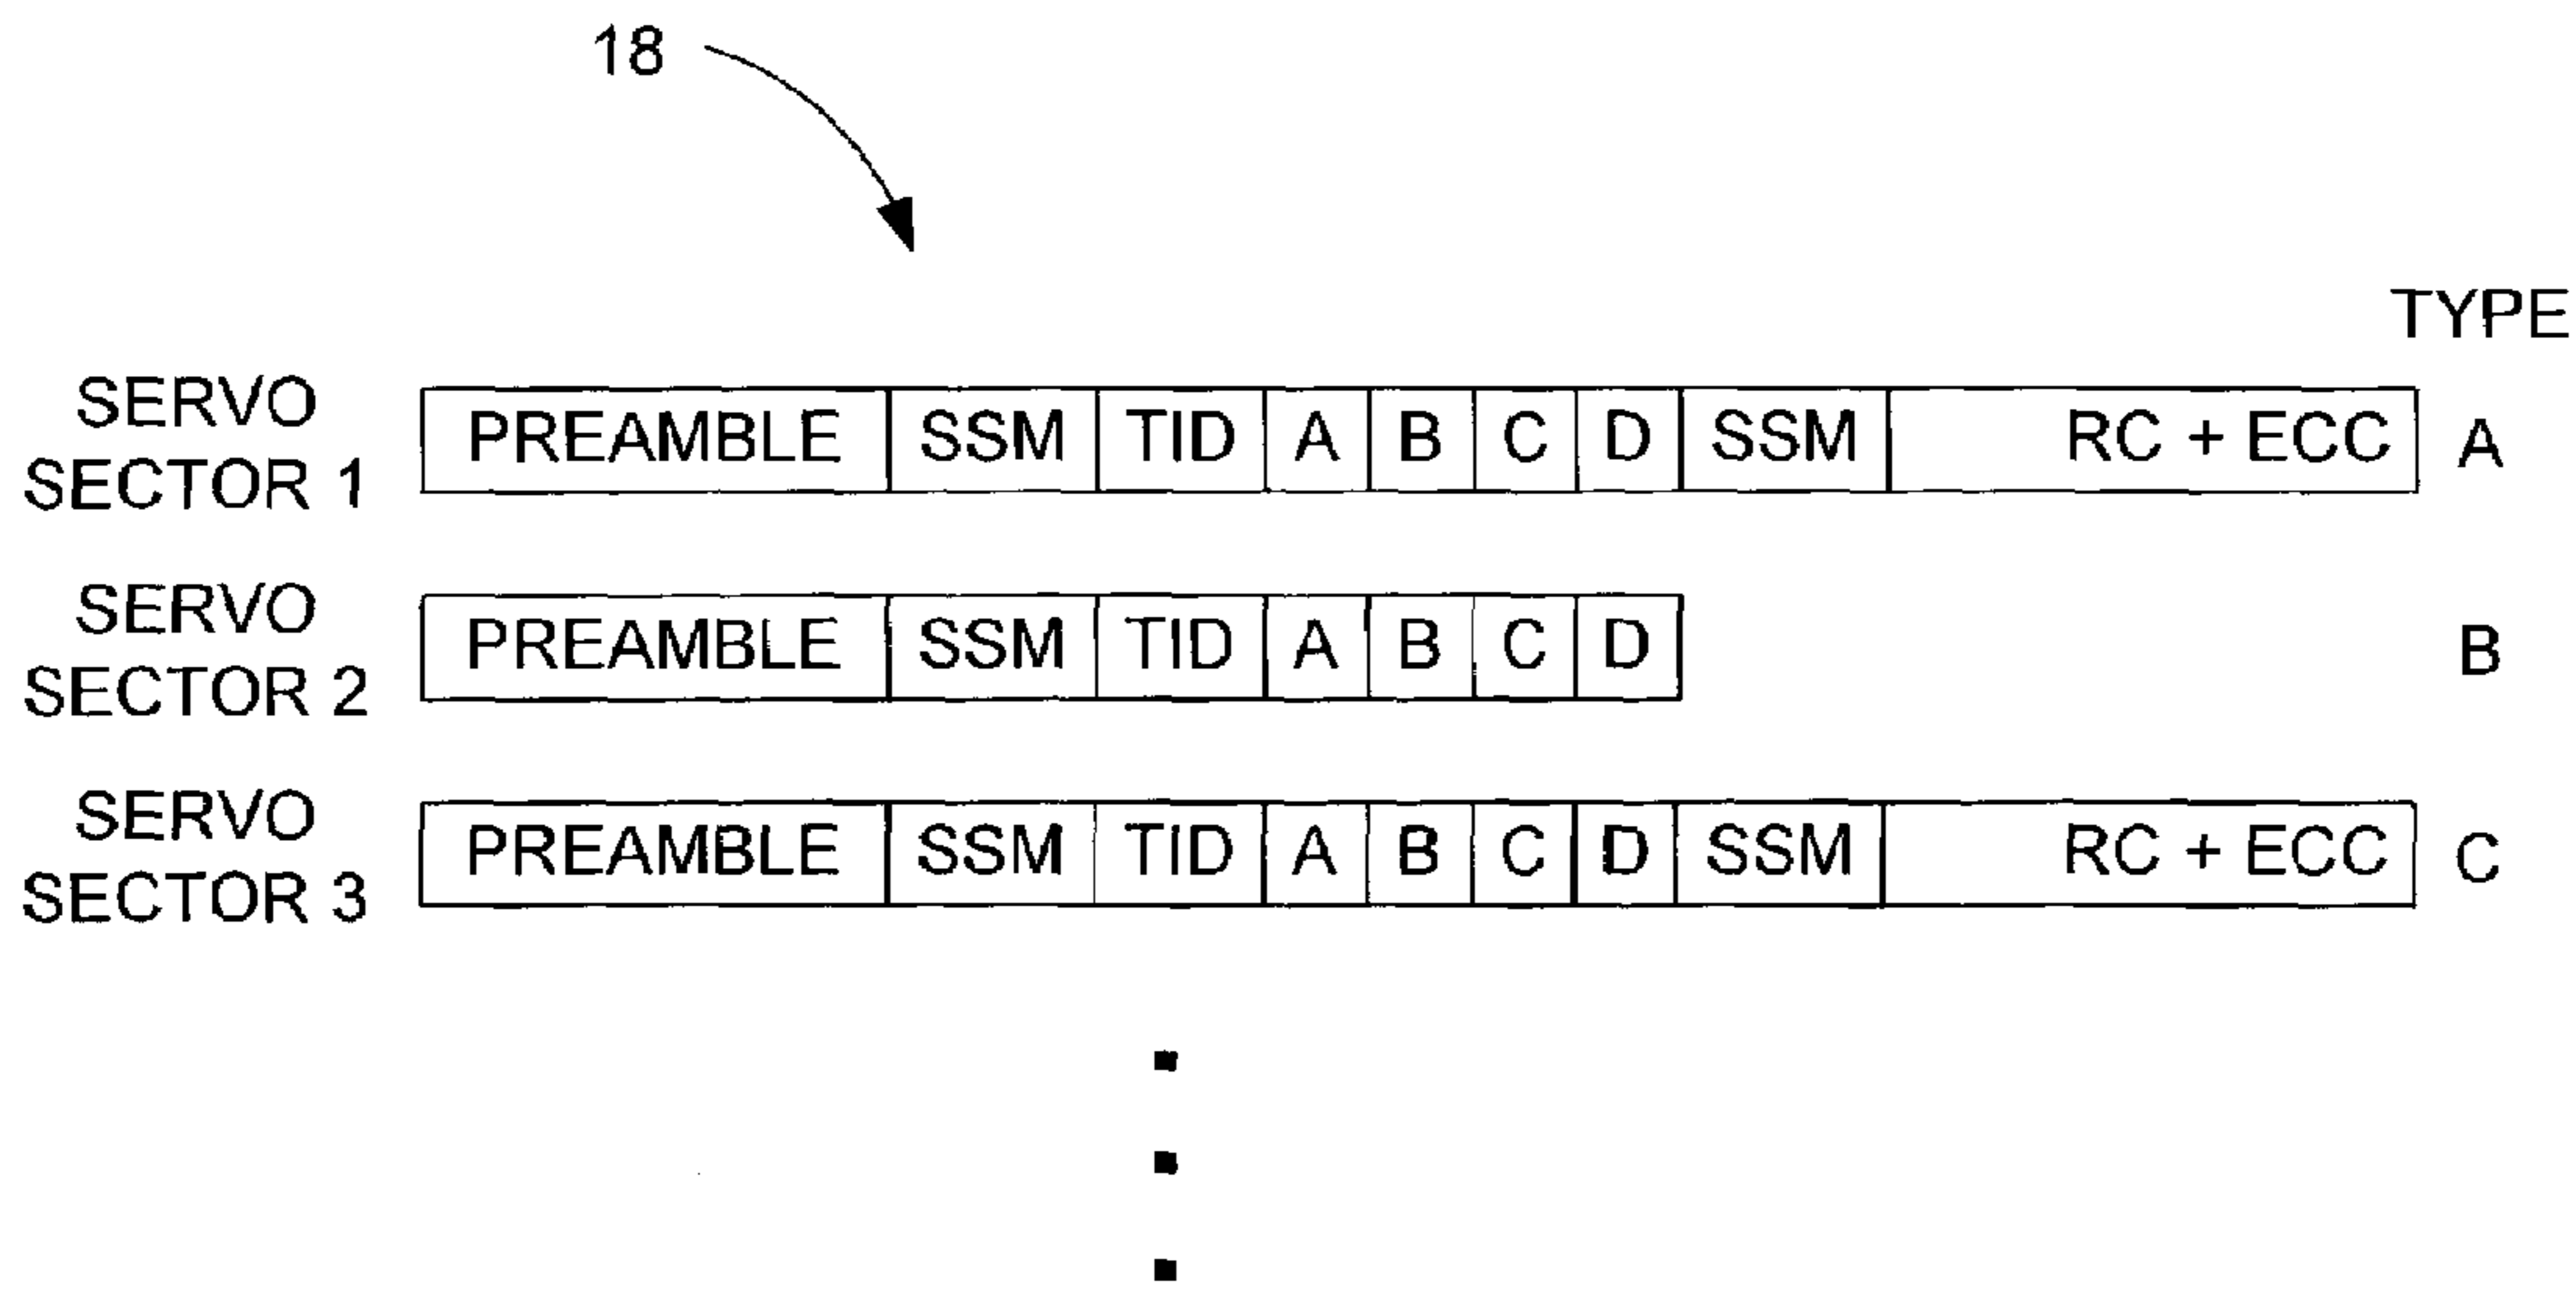 18
TYPE
SERVO
SECTOR 1
PREAMBLE SSM TID A B C D SSM RC + ECC A
SERVO
SECTOR 2
PREAMBLE SSM TID A B C D B
SERVO
SECTOR 3
PREAMBLE SSM TID A B C D SSM RC + ECC C